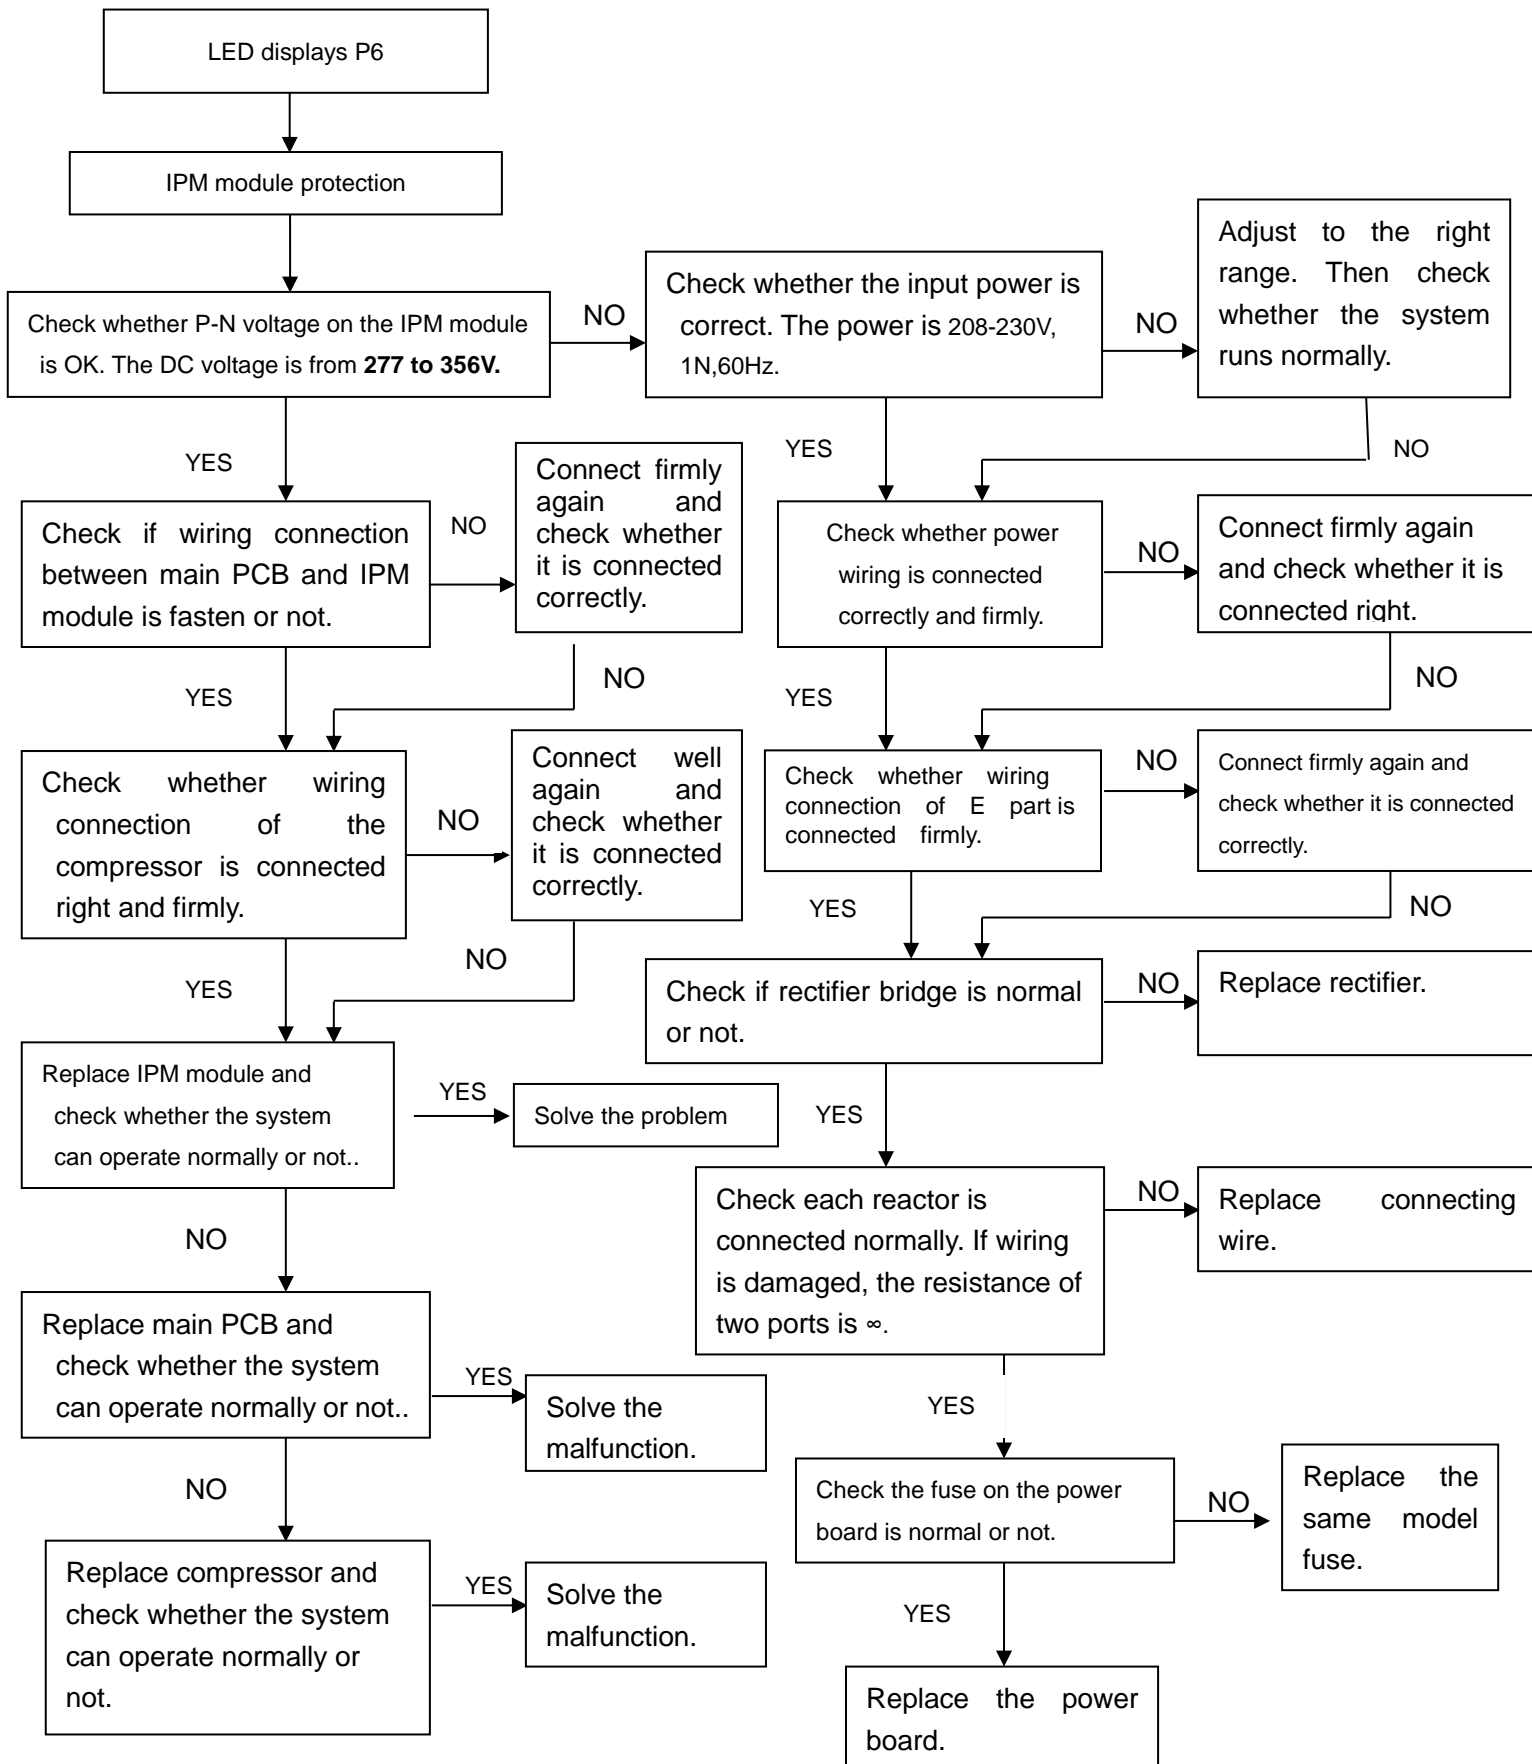 LED displays P6
IPM module protection
Check whether P-N voltage on the IPM module
is OK. The DC voltage is from 277 to 356V.
NO
Check whether the input power is
correct. The power is 208-230V,
1N,60Hz.
NO
Adjust to the right
range. Then check
whether the system
runs normally.
YES
YES
NO
Check if wiring connection
between main PCB and IPM
module is fasten or not.
NO
Connect firmly
again and
check whether
it is connected
correctly.
Check whether power
wiring is connected
correctly and firmly.
NO
Connect firmly again
and check whether it is
connected right.
YES
NO
YES
NO
Check whether wiring
connection of the
compressor is connected
right and firmly.
NO
Connect well
again and
check whether
it is connected
correctly.
Check whether wiring
connection of E part is
connected firmly.
NO
Connect firmly again and
check whether it is connected
correctly.
YES
NO
YES
NO
Replace IPM module and
check whether the system
can operate normally or not..
YES
Solve the problem
Check if rectifier bridge is normal
or not.
NO
Replace rectifier.
NO
YES
Replace main PCB and
check whether the system
can operate normally or not..
YES
Solve the
malfunction.
Check each reactor is
connected normally. If wiring
is damaged, the resistance of
two ports is ∞.
NO
Replace connecting
wire.
NO
YES
Replace compressor and
check whether the system
can operate normally or
not.
YES
Solve the
malfunction.
Check the fuse on the power
board is normal or not.
NO
Replace the
same model
fuse.
YES
Replace the power
board.